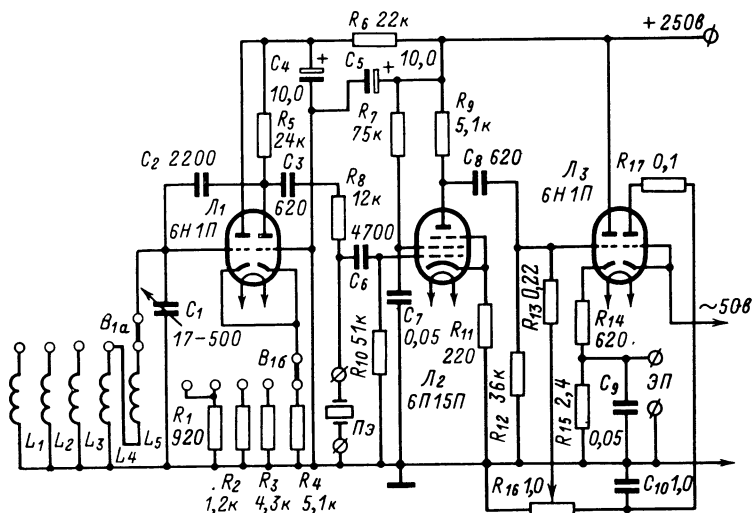 R6 22к
+250в
C4
+
10,0
C5
+
10,0
R7
75к
R9
5,1к
R5
24к
C2 2200
C3
620
R8
12к
C8 620
Л3
6Н1П
R17 0,1
Л1
6Н1П
4700
C6
C1
17-500
В1а
C7
0,05
R10 51к
R11
220
R13 0,22
R14
620
~50в
ЭП
C9
0,05
R15 2,4
В1б
Л2
6П15П
R12 36к
R1
920
ПЭ
L1
L2
L3
L4
L5
R2
1,2к
R3
4,3к
R4
5,1к
R16 1,0
C10 1,0